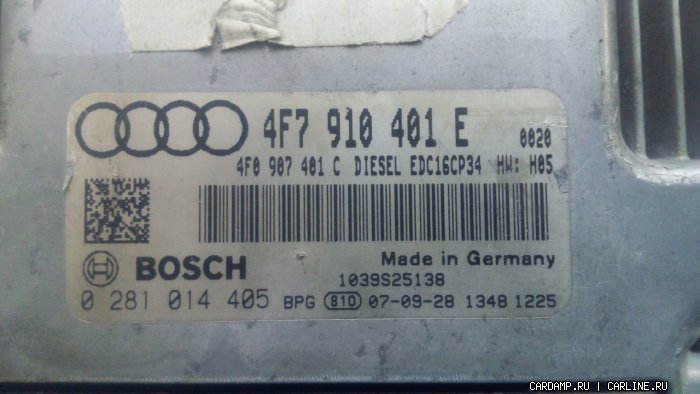 4F7 910 401 E 0020
4F0 907 401 C DIESEL EDC16CP34 HW: H05
Made in Germany
BOSCH
1039S25138
0 281 014 405 BPG 810 07-09-28 1348 1225
CARDAMP.RU | CARLINE.RU